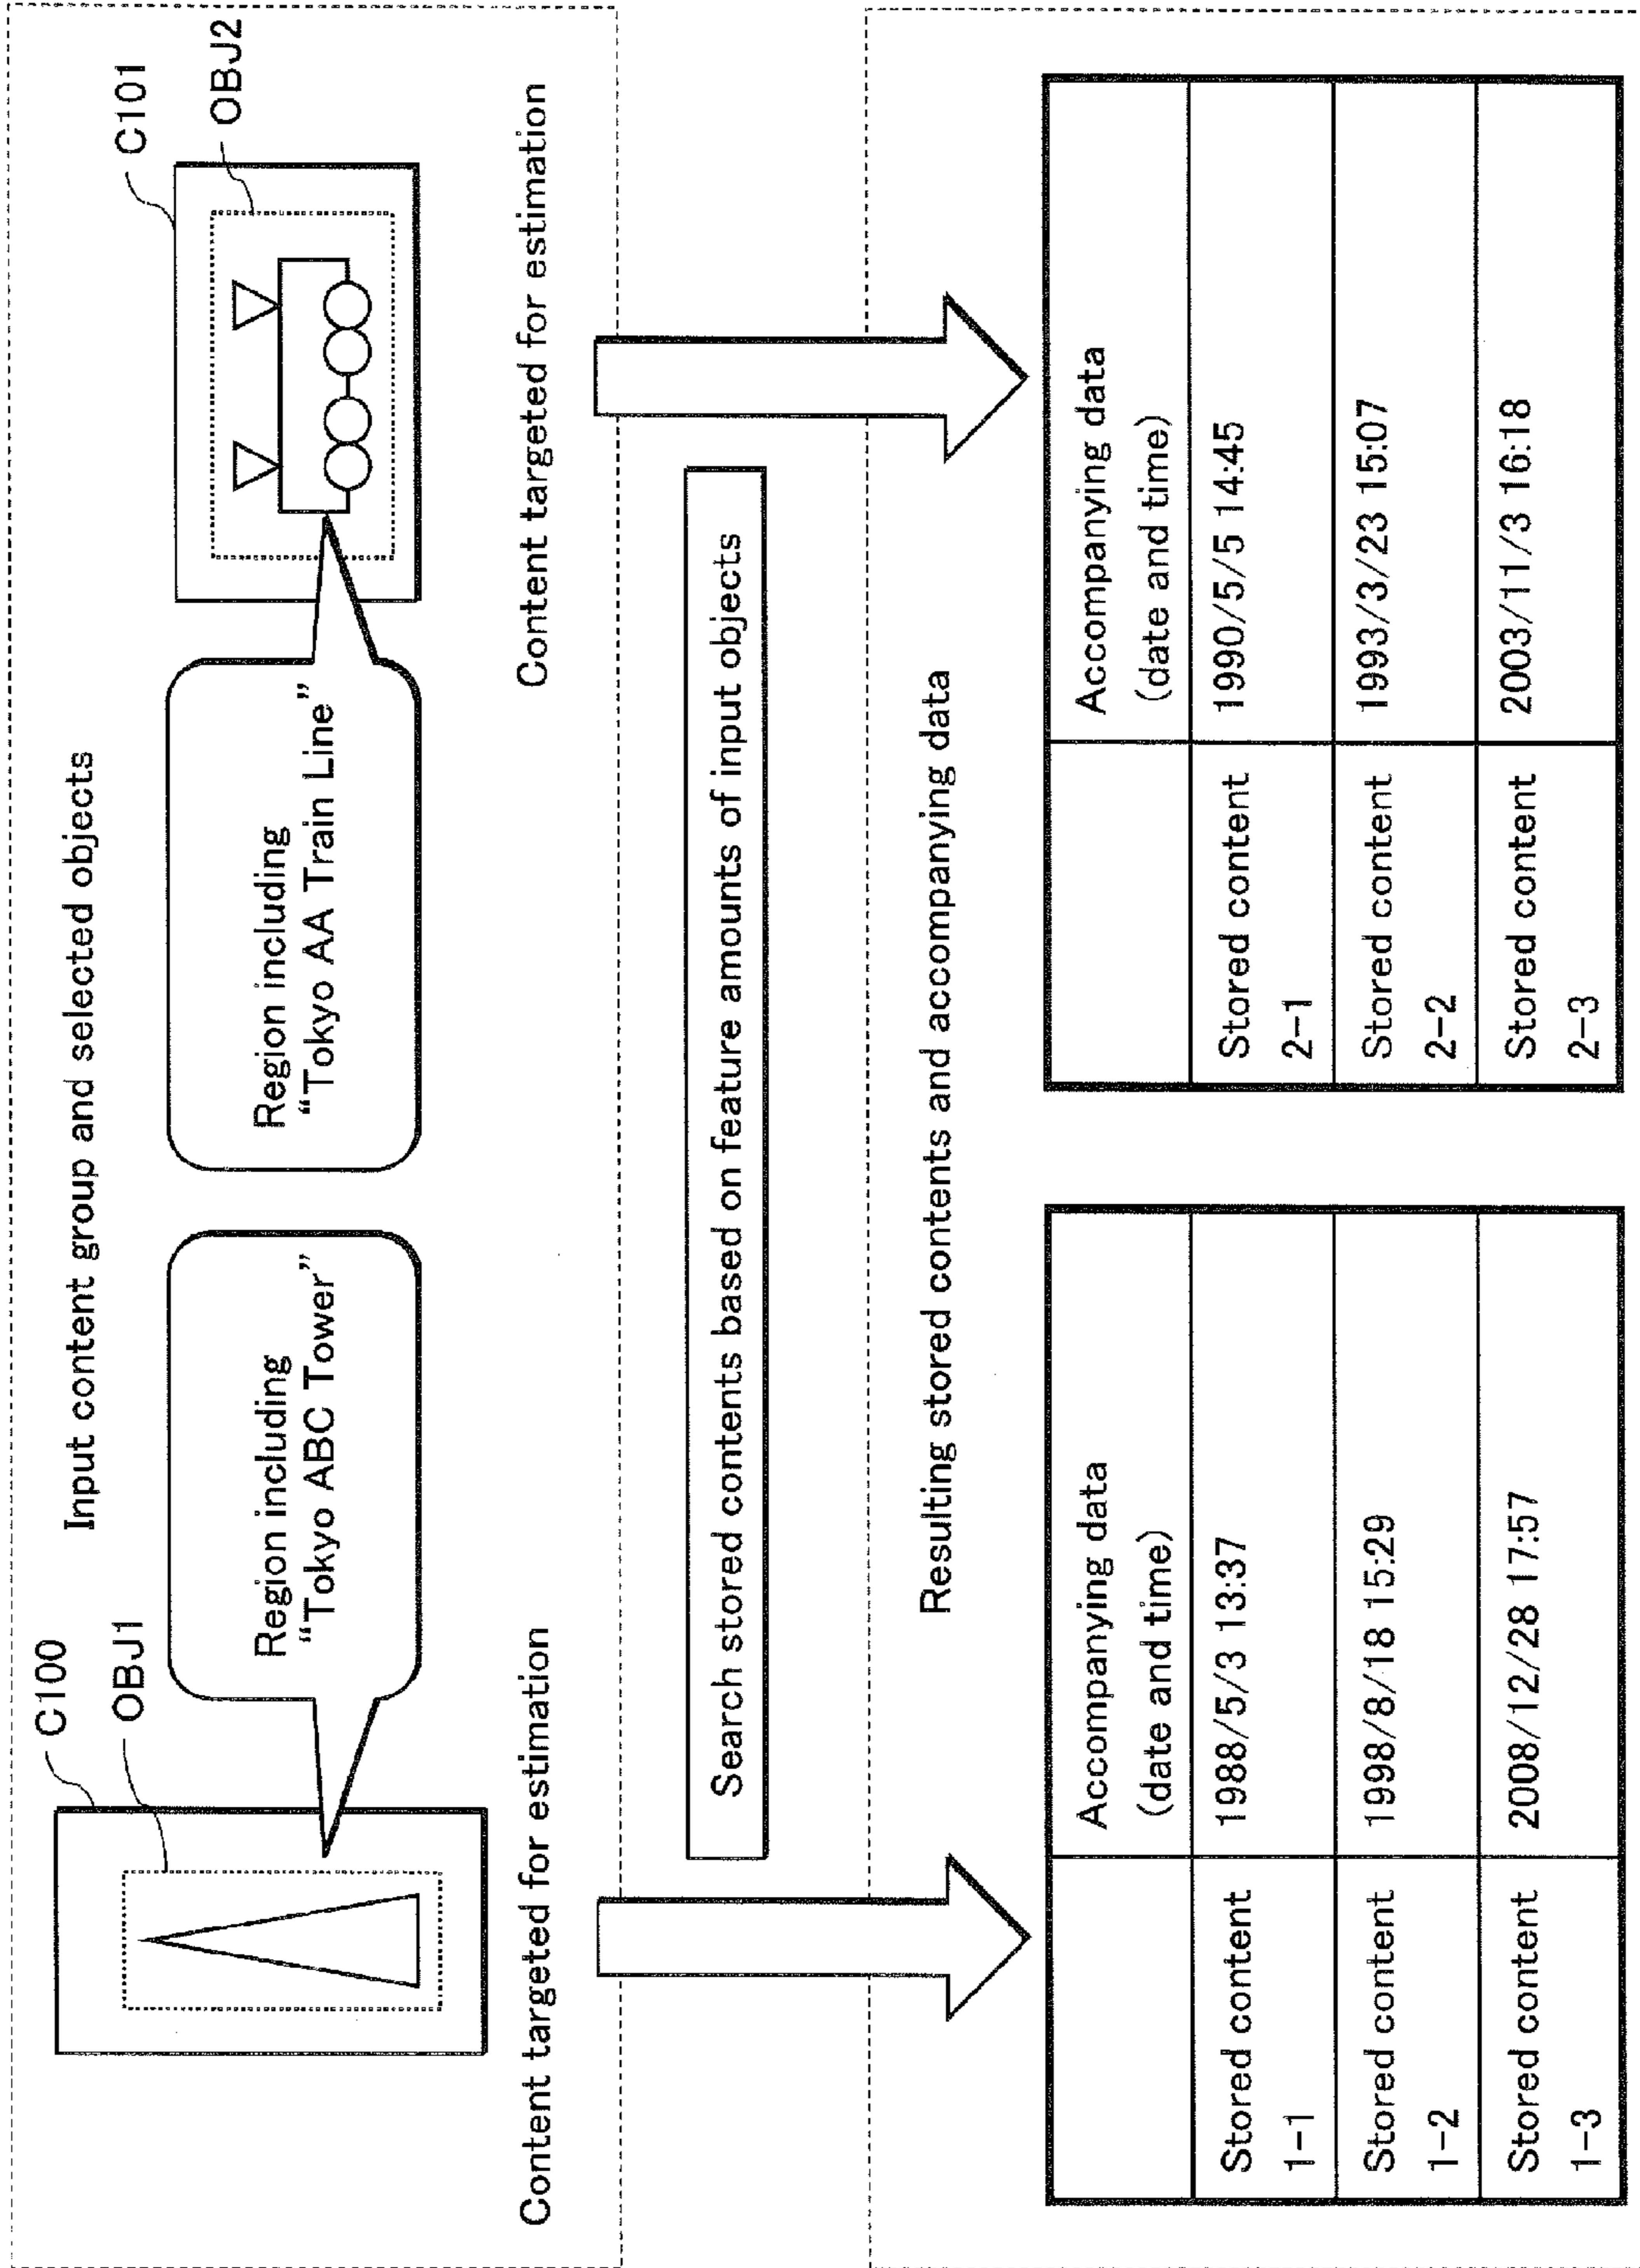 Input content group and selected objects
C100
OBJ1
Region including
“Tokyo ABC Tower”
Region including
“Tokyo AA Train Line”
C101
OBJ2
Content targeted for estimation
Content targeted for estimation
Search stored contents based on feature amounts of input objects
Resulting stored contents and accompanying data
Accompanying data
(date and time)
Stored content
1-1
1988/5/3 13:37
Stored content
1-2
1998/8/18 15:29
Stored content
1-3
2008/12/28 17:57
Accompanying data
(date and time)
Stored content
2-1
1990/5/5 14:45
Stored content
2-2
1993/3/23 15:07
Stored content
2-3
2003/11/3 16:18